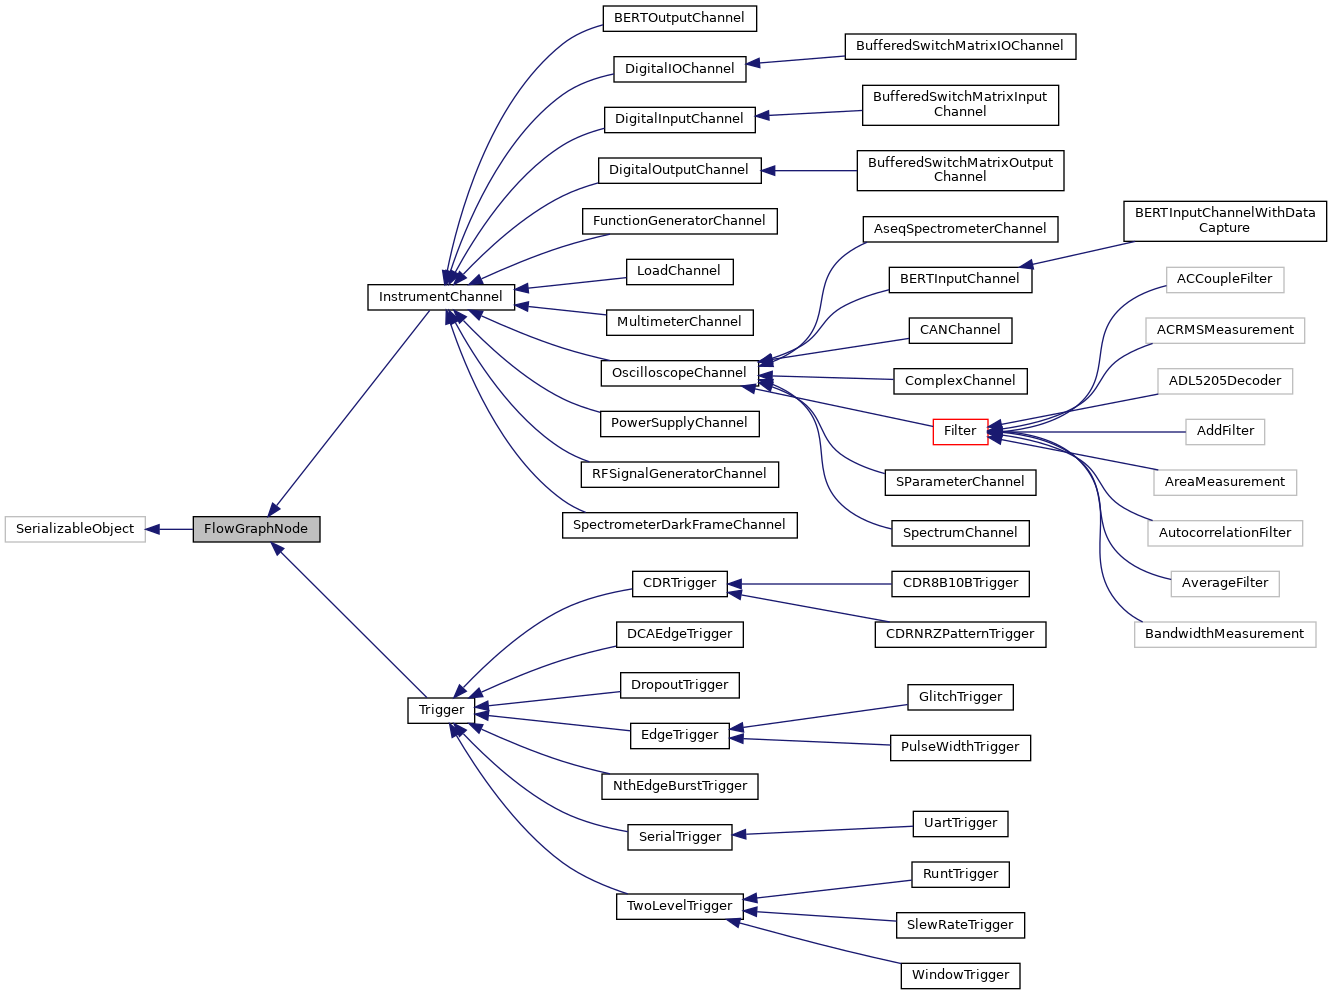 BERTOutputChannel
DigitalIOChannel
BufferedSwitchMatrixIOChannel
DigitalInputChannel
BufferedSwitchMatrixInput
Channel
DigitalOutputChannel
BufferedSwitchMatrixOutput
Channel
FunctionGeneratorChannel
LoadChannel
InstrumentChannel
MultimeterChannel
OscilloscopeChannel
AseqSpectrometerChannel
BERTInputChannel
BERTInputChannelWithData
Capture
CANChannel
ComplexChannel
Filter
ACCoupleFilter
ACRMSMeasurement
ADL5205Decoder
AddFilter
AreaMeasurement
AutocorrelationFilter
AverageFilter
BandwidthMeasurement
SParameterChannel
SpectrumChannel
PowerSupplyChannel
RFSignalGeneratorChannel
SpectrometerDarkFrameChannel
SerializableObject
FlowGraphNode
Trigger
CDRTrigger
CDR8B10BTrigger
CDRNRZPatternTrigger
DCAEdgeTrigger
DropoutTrigger
EdgeTrigger
GlitchTrigger
PulseWidthTrigger
NthEdgeBurstTrigger
SerialTrigger
UartTrigger
TwoLevelTrigger
RuntTrigger
SlewRateTrigger
WindowTrigger